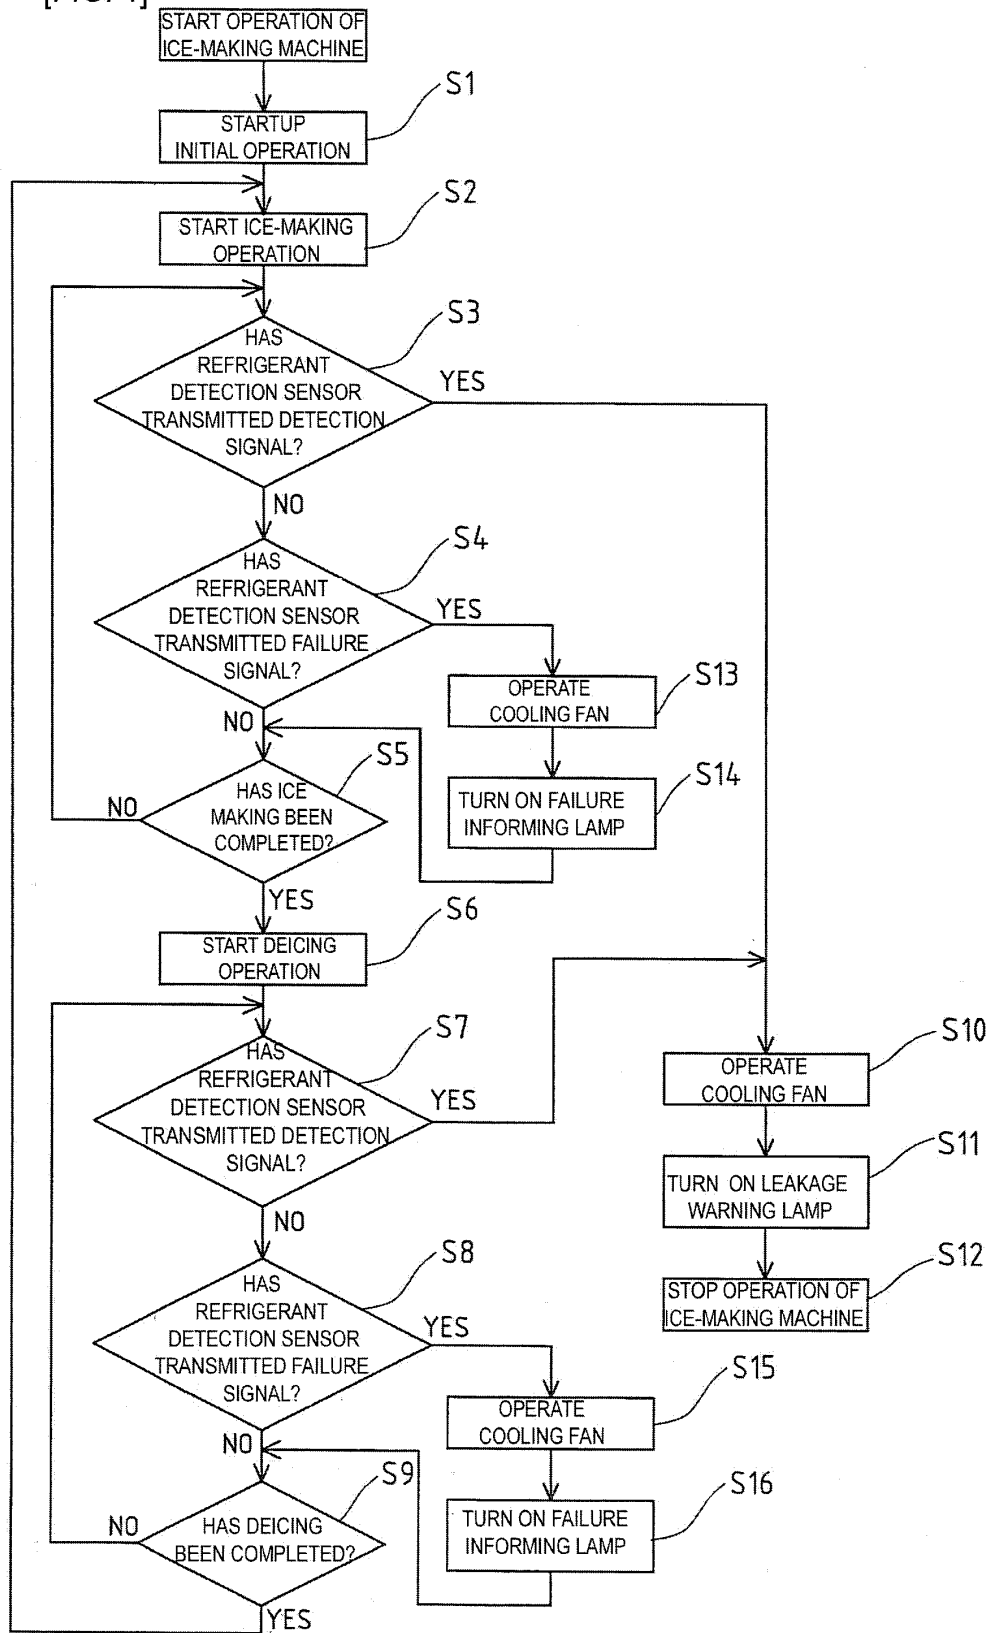 START OPERATION OF
ICE-MAKING MACHINE
S1
STARTUP
INITIAL OPERATION
S2
START ICE-MAKING
OPERATION
S3
HAS
REFRIGERANT
DETECTION SENSOR
TRANSMITTED DETECTION
SIGNAL?
YES
NO
S4
HAS
REFRIGERANT
DETECTION SENSOR
TRANSMITTED FAILURE
SIGNAL?
YES
S13
OPERATE
COOLING FAN
NO
S14
TURN ON FAILURE
INFORMING LAMP
S5
HAS ICE
MAKING BEEN
COMPLETED?
NO
YES
S6
START DEICING
OPERATION
S7
HAS
REFRIGERANT
DETECTION SENSOR
TRANSMITTED DETECTION
SIGNAL?
YES
S10
OPERATE
COOLING FAN
S11
TURN ON LEAKAGE
WARNING LAMP
S12
STOP OPERATION OF
ICE-MAKING MACHINE
NO
S8
HAS
REFRIGERANT
DETECTION SENSOR
TRANSMITTED FAILURE
SIGNAL?
YES
S15
OPERATE
COOLING FAN
NO
S16
TURN ON FAILURE
INFORMING LAMP
S9
HAS DEICING
BEEN COMPLETED?
NO
YES